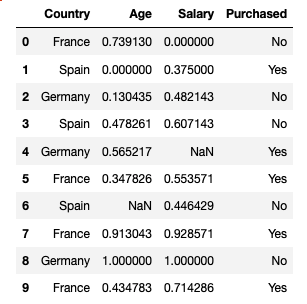 Country Age Salary Purchased
0 France 0.739130 0.000000 No
1 Spain 0.000000 0.375000 Yes
2 Germany 0.130435 0.482143 No
3 Spain 0.478261 0.607143 No
4 Germany 0.565217 NaN Yes
5 France 0.347826 0.553571 Yes
6 Spain NaN 0.446429 No
7 France 0.913043 0.928571 Yes
8 Germany 1.000000 1.000000 No
9 France 0.434783 0.714286 Yes